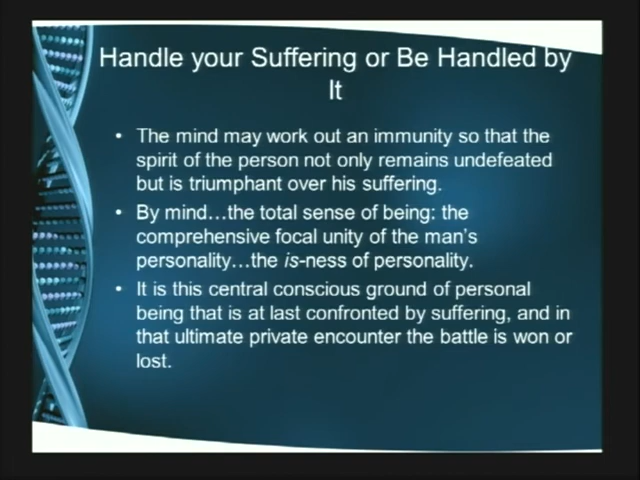 Handle your Suffering or Be Handled by
It
• The mind may work out an immunity so that the
spirit of the person not only remains undefeated
but is triumphant over his suffering.
• By mind…the total sense of being: the
comprehensive focal unity of the man's
personality…the is-ness of personality.
• It is this central conscious ground of personal
being that is at last confronted by suffering, and in
that ultimate private encounter the battle is won or
lost.